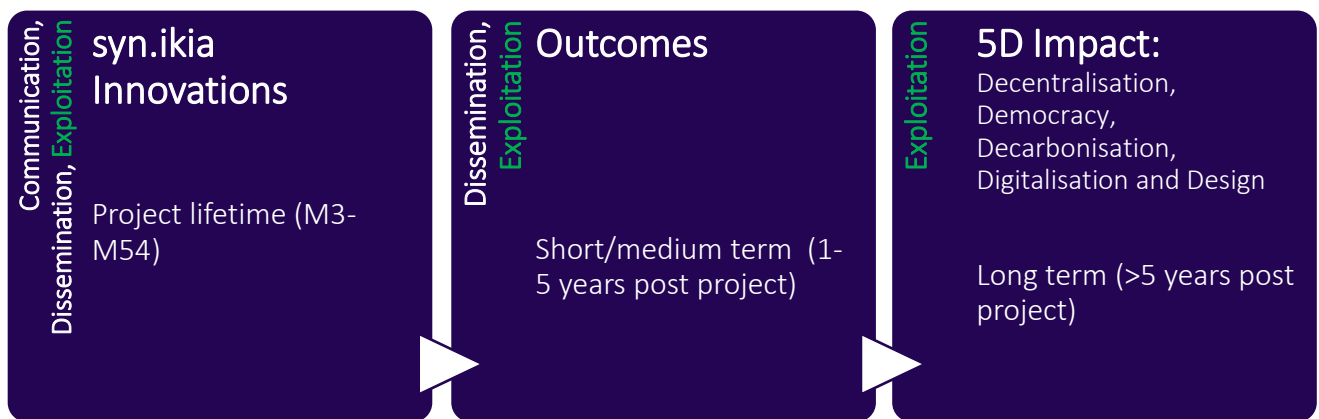 Communication,
Dissemination, Exploitation
syn.ikia
Innovations
Project lifetime (M3-
M54)
Dissemination,
Exploitation
Outcomes
Short/medium term (1-
5 years post project)
Exploitation
5D Impact:
Decentralisation,
Democracy,
Decarbonisation,
Digitalisation and Design
Long term (>5 years post
project)